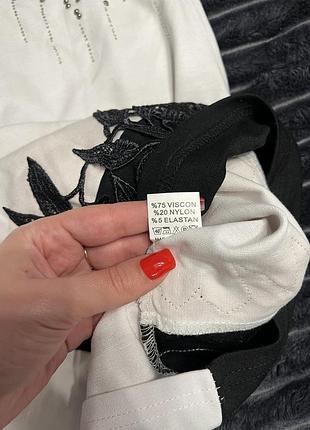 %75 VISCON
%20 NYLON
%5 ELASTAN